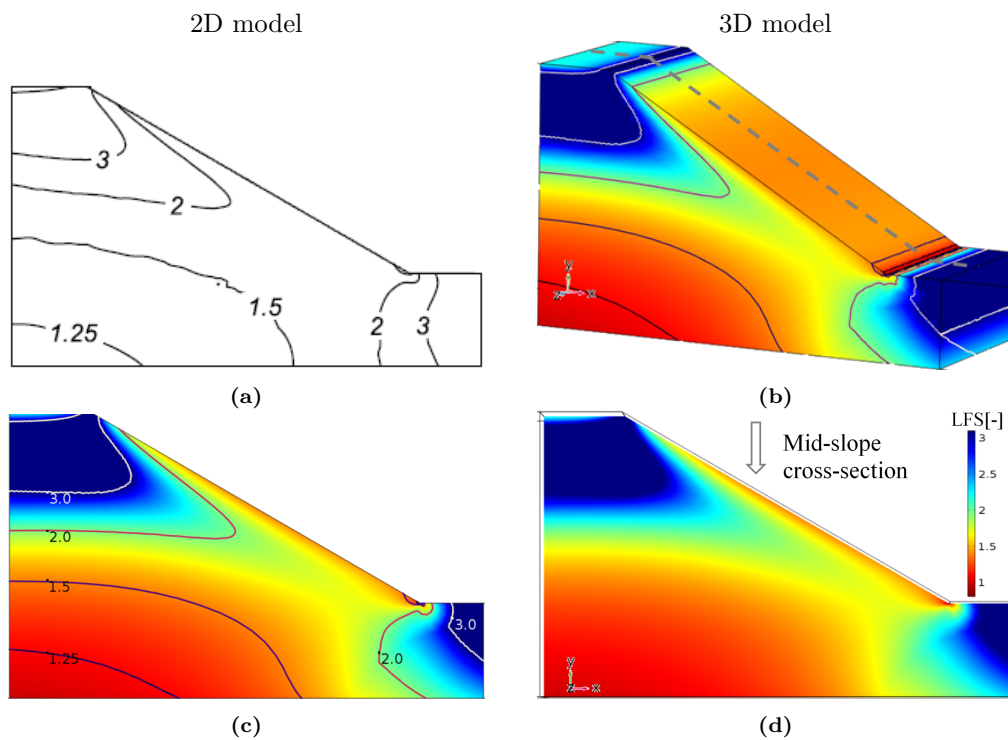 2D model
3D model
3
2
1.5
1.25
2
3
y
z
x
(a)
(b)
3.0
2.0
1.5
1.25
3.0
2.0
Mid-slope
cross-section
LFS[-]
3
2.5
2
1.5
1
y
z
x
(c)
(d)